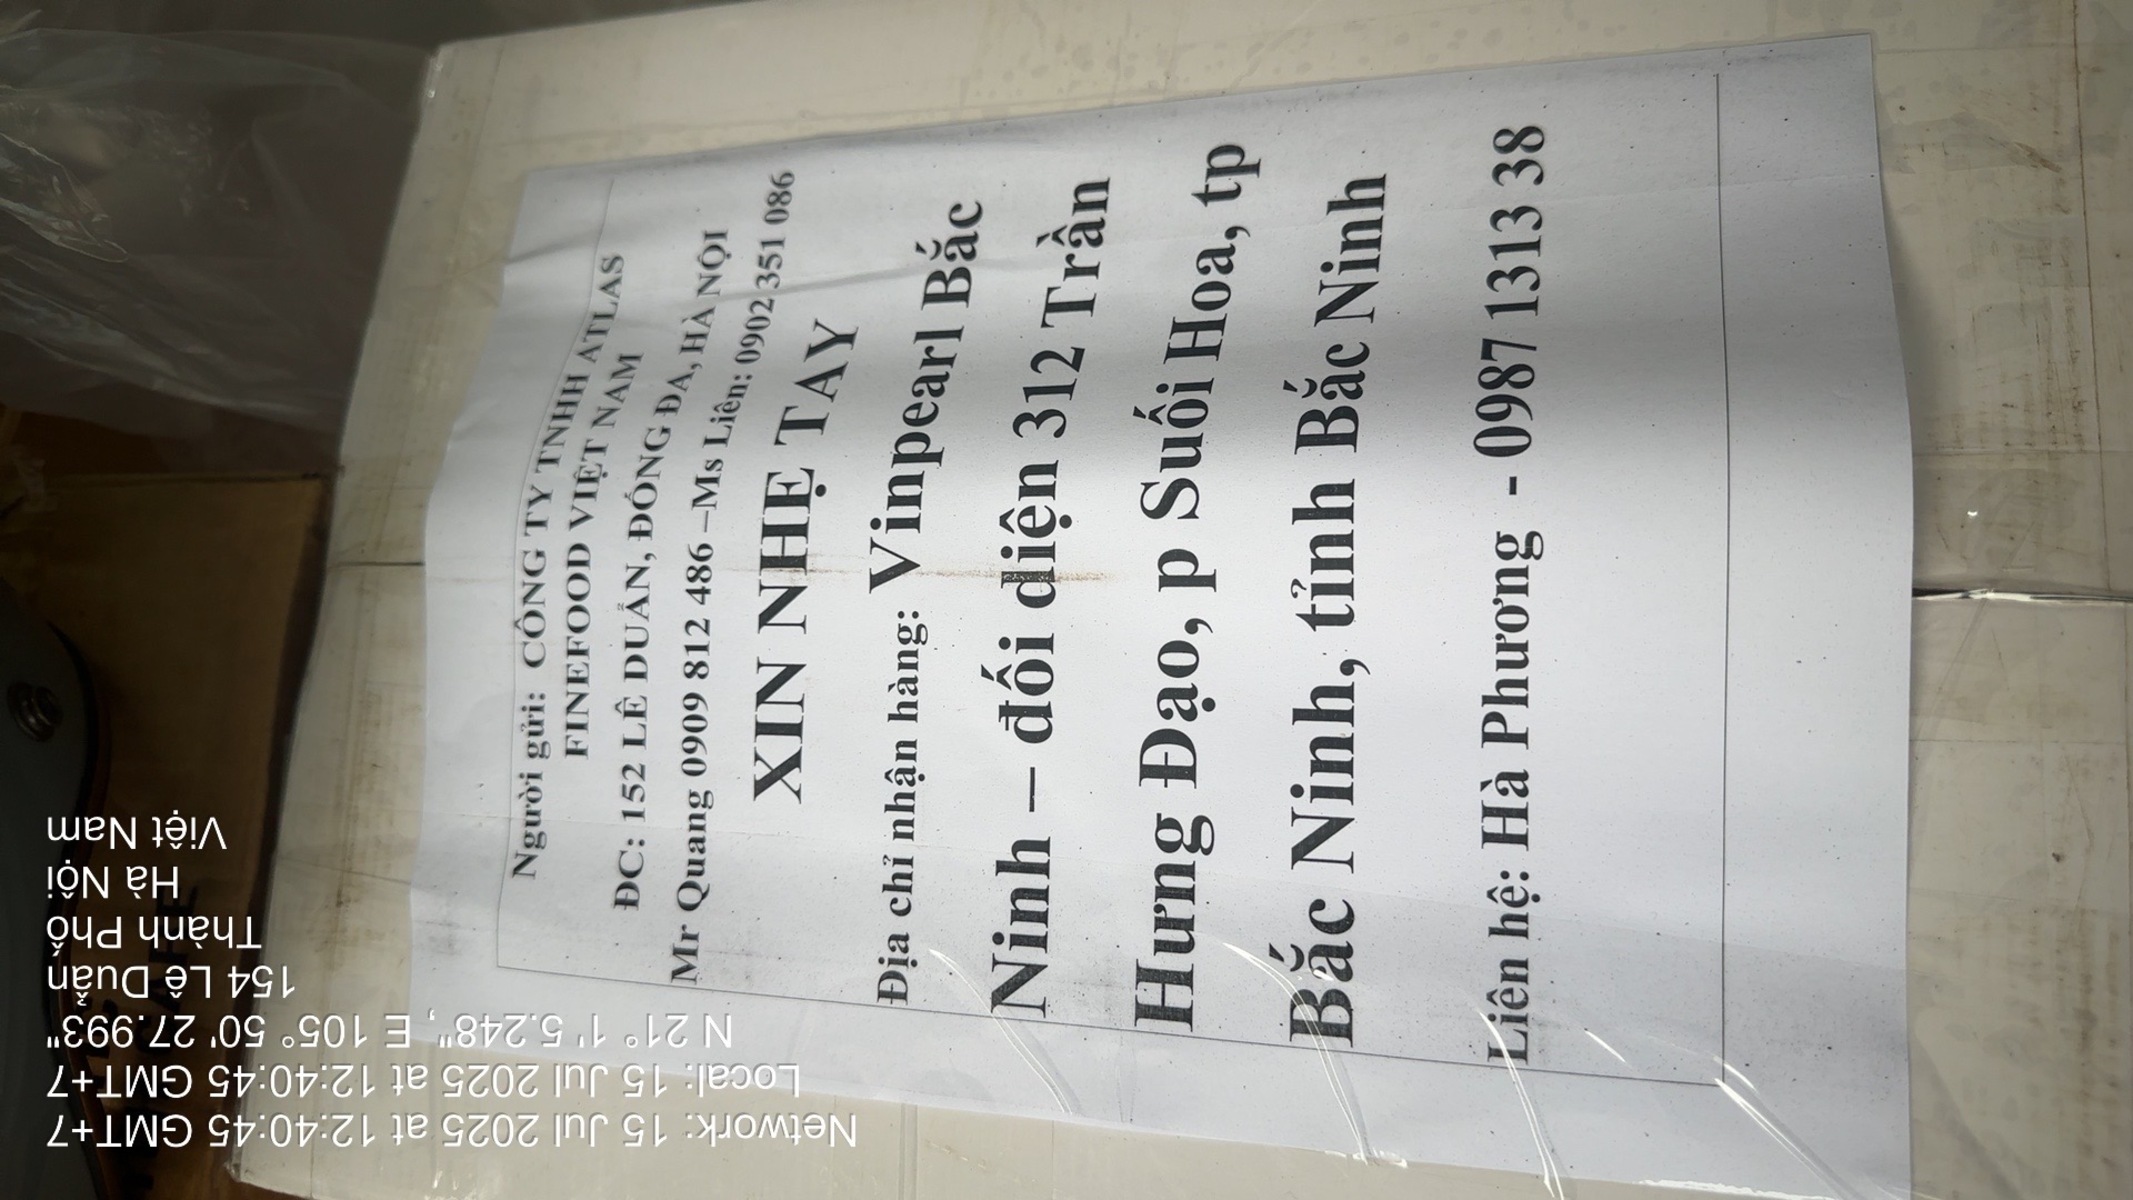 Người gửi: CÔNG TY TNHH ATLAS
FINEFOOD VIỆT NAM
ĐC: 152 LÊ DUẨN, ĐỐNG ĐA, HÀ NỘI
Mr Quang 0909 812 486 –Ms Liên: 0902 351 086
XIN NHẸ TAY
Địa chỉ nhận hàng: Vinpearl Bắc
Ninh – đối diện 312 Trần
Hưng Đạo, p Suối Hoa, tp
Bắc Ninh, tỉnh Bắc Ninh
Liên hệ: Hà Phương - 0987 1313 38
Network: 15 Jul 2025 at 12:40:45 GMT+7
Local: 15 Jul 2025 at 12:40:45 GMT+7
N 21° 1' 5.248", E 105° 50' 27.993"
154 Lê Duẩn
Thành Phố
Hà Nội
Việt Nam